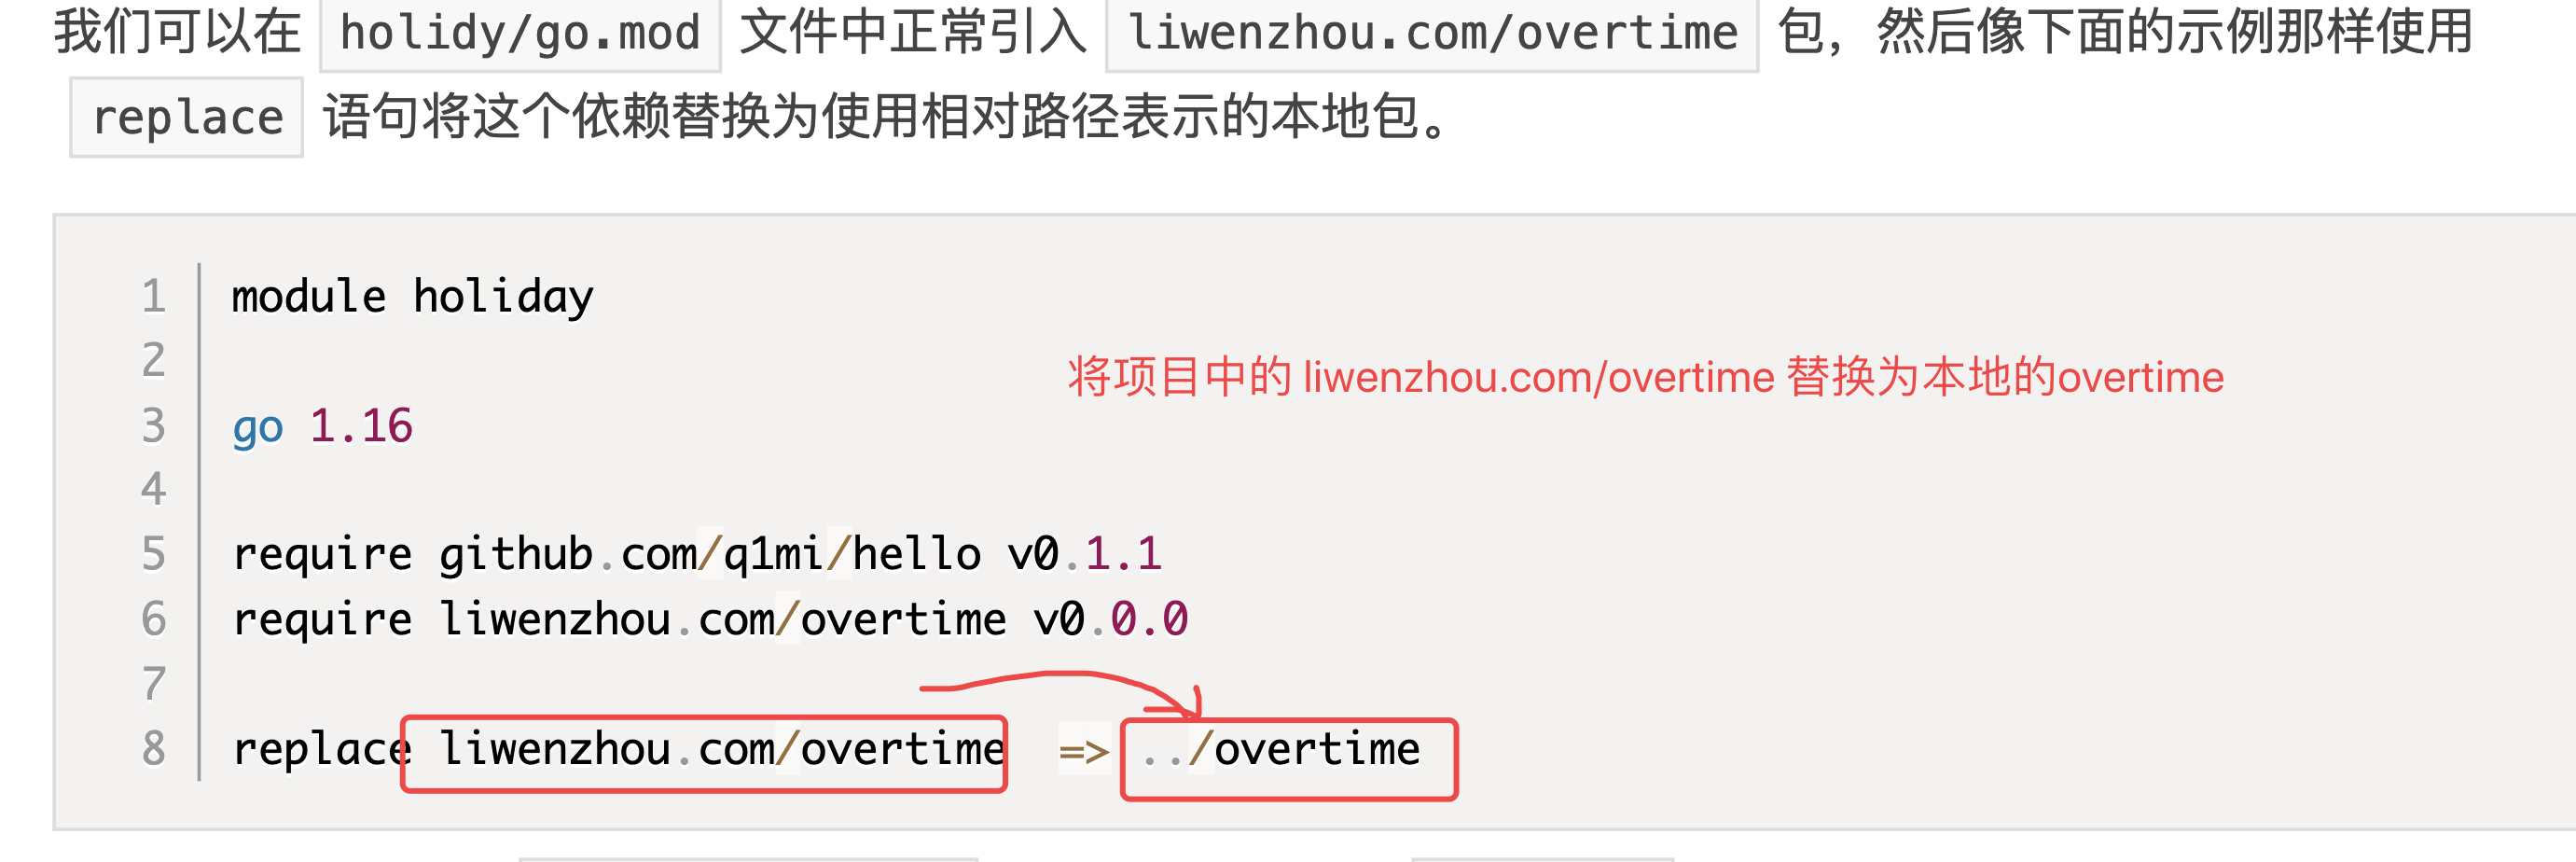 我们可以在 holidy/go.mod 文件中正常引入 liwenzhou.com/overtime 包，然后像下面的示例那样使用
replace 语句将这个依赖替换为使用相对路径表示的本地包。
1 module holiday
2
将项目中的 liwenzhou.com/overtime 替换为本地的overtime
3 go 1.16
4
5 require github.com/q1mi/hello v0.1.1
6 require liwenzhou.com/overtime v0.0.0
7
8 replace liwenzhou.com/overtime  => ../overtime